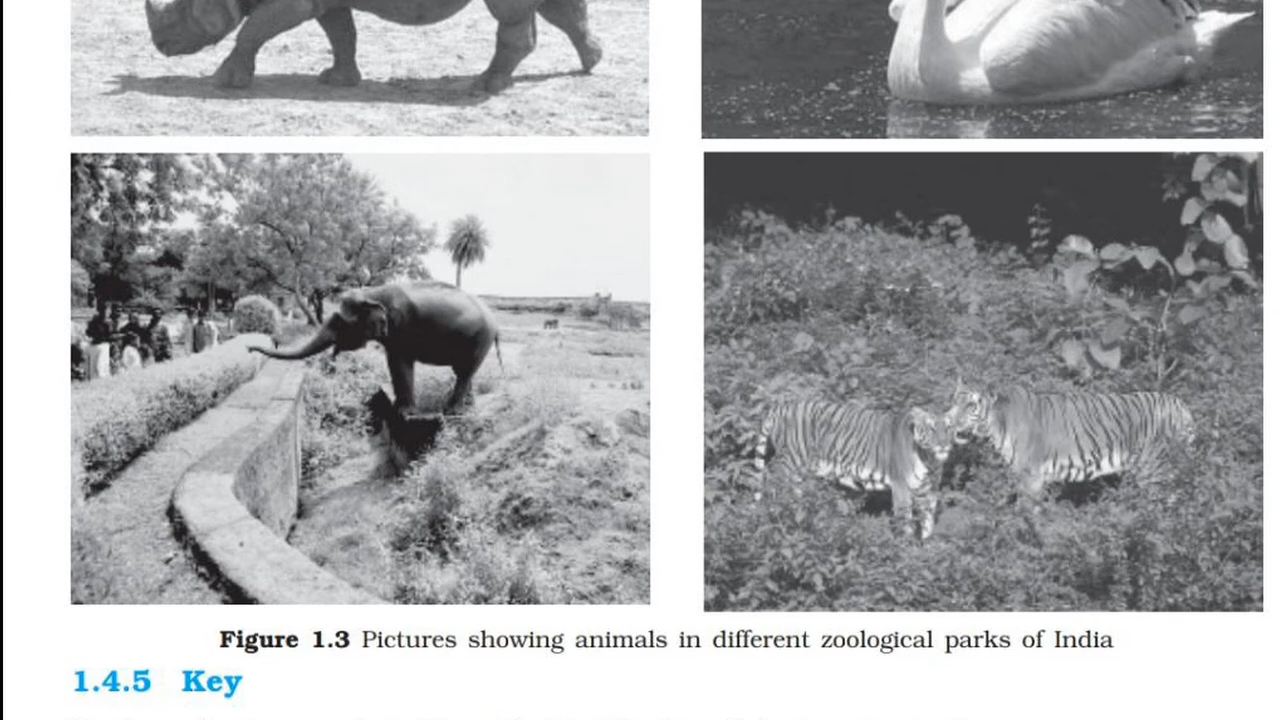 Figure 1.3 Pictures showing animals in different zoological parks of India
1.4.5 Key